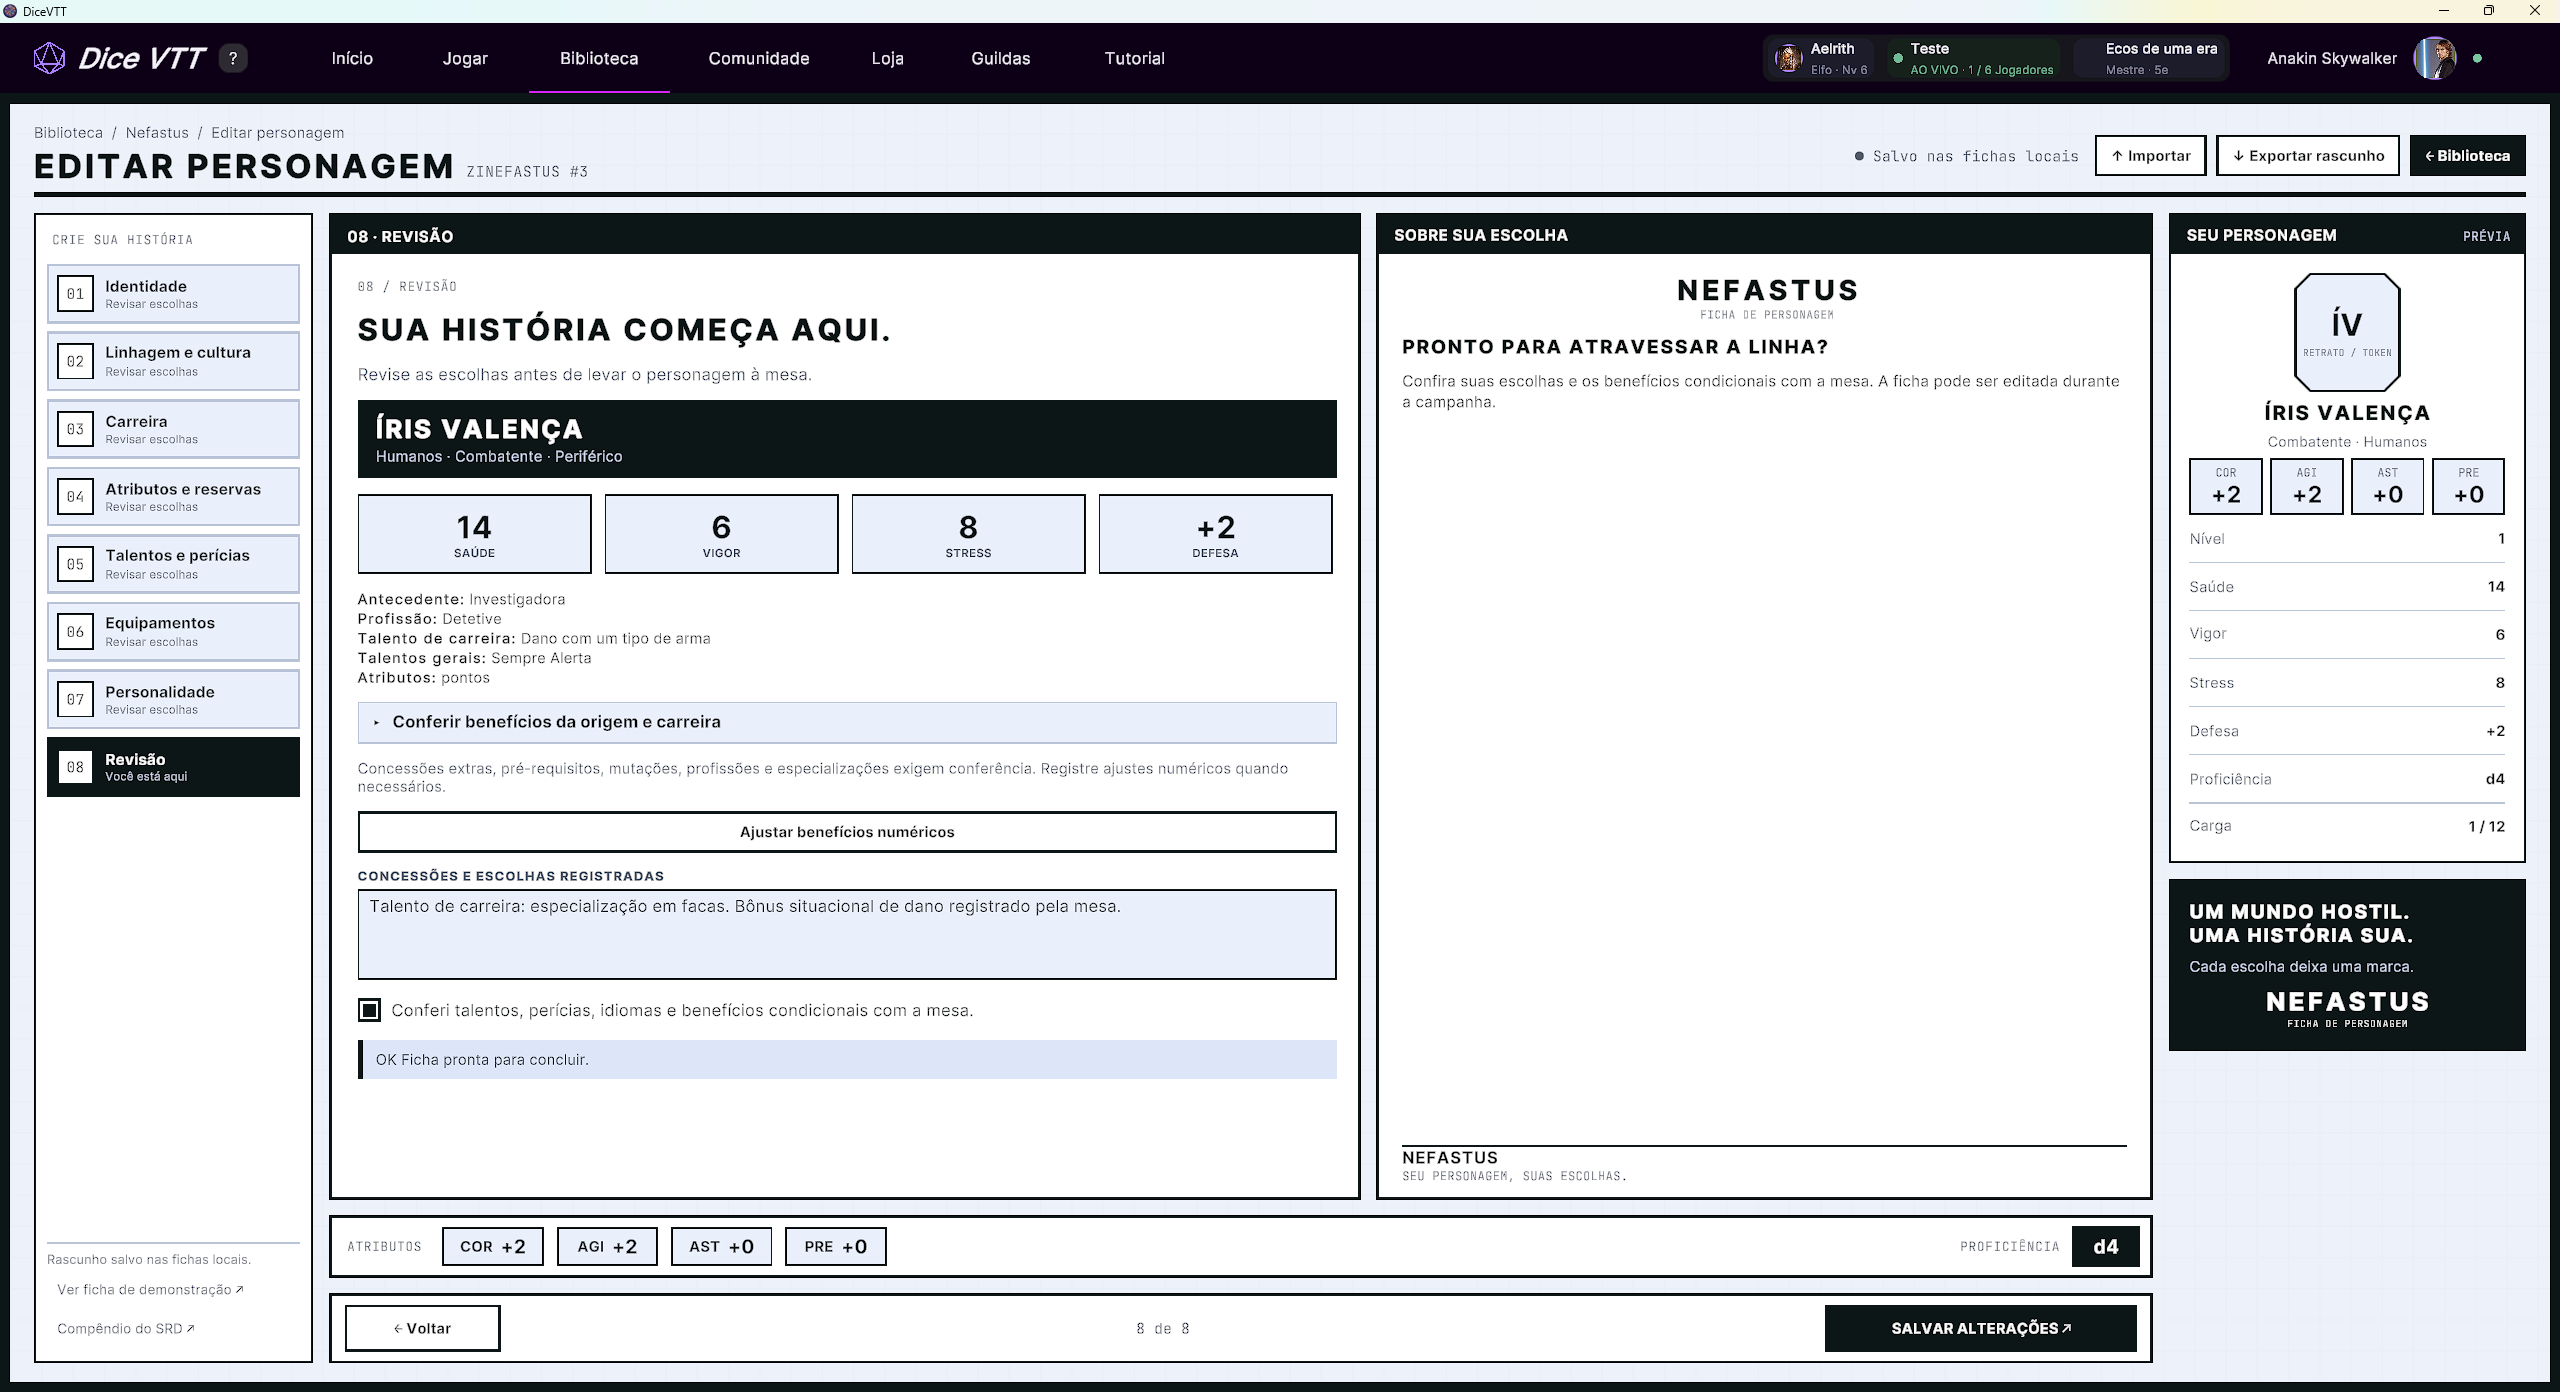 DiceVTT
Dice VTT ?
Início
Jogar
Biblioteca
Comunidade
Loja
Guildas
Tutorial
Aelrith
Elfo · Nv 6
Teste
AO VIVO · 1 / 6 Jogadores
Ecos de uma era
Mestre · 5e
Anakin Skywalker
Biblioteca / Nefastus / Editar personagem
EDITAR PERSONAGEM ZINEFASTUS #3
Salvo nas fichas locais
↑ Importar
↓ Exportar rascunho
← Biblioteca
CRIE SUA HISTÓRIA
01 Identidade
Revisar escolhas
02 Linhagem e cultura
Revisar escolhas
03 Carreira
Revisar escolhas
04 Atributos e reservas
Revisar escolhas
05 Talentos e perícias
Revisar escolhas
06 Equipamentos
Revisar escolhas
07 Personalidade
Revisar escolhas
08 Revisão
Você está aqui
Rascunho salvo nas fichas locais.
Ver ficha de demonstração ↗
Compêndio do SRD ↗
08 · REVISÃO
08 / REVISÃO
SUA HISTÓRIA COMEÇA AQUI.
Revise as escolhas antes de levar o personagem à mesa.
ÍRIS VALENÇA
Humanos · Combatente · Periférico
14
SAÚDE
6
VIGOR
8
STRESS
+2
DEFESA
Antecedente: Investigadora
Profissão: Detetive
Talento de carreira: Dano com um tipo de arma
Talentos gerais: Sempre Alerta
Atributos: pontos
▸ Conferir benefícios da origem e carreira
Concessões extras, pré-requisitos, mutações, profissões e especializações exigem conferência. Registre ajustes numéricos quando
necessários.
Ajustar benefícios numéricos
CONCESSÕES E ESCOLHAS REGISTRADAS
Talento de carreira: especialização em facas. Bônus situacional de dano registrado pela mesa.
Conferi talentos, perícias, idiomas e benefícios condicionais com a mesa.
OK Ficha pronta para concluir.
SOBRE SUA ESCOLHA
NEFASTUS
FICHA DE PERSONAGEM
PRONTO PARA ATRAVESSAR A LINHA?
Confira suas escolhas e os benefícios condicionais com a mesa. A ficha pode ser editada durante
a campanha.
NEFASTUS
SEU PERSONAGEM, SUAS ESCOLHAS.
ATRIBUTOS
COR +2
AGI +2
AST +0
PRE +0
PROFICIÊNCIA d4
← Voltar
8 de 8
SALVAR ALTERAÇÕES ↗
SEU PERSONAGEM PRÉVIA
ÍV
RETRATO / TOKEN
ÍRIS VALENÇA
Combatente · Humanos
COR
+2
AGI
+2
AST
+0
PRE
+0
Nível 1
Saúde 14
Vigor 6
Stress 8
Defesa +2
Proficiência d4
Carga 1 / 12
UM MUNDO HOSTIL.
UMA HISTÓRIA SUA.
Cada escolha deixa uma marca.
NEFASTUS
FICHA DE PERSONAGEM